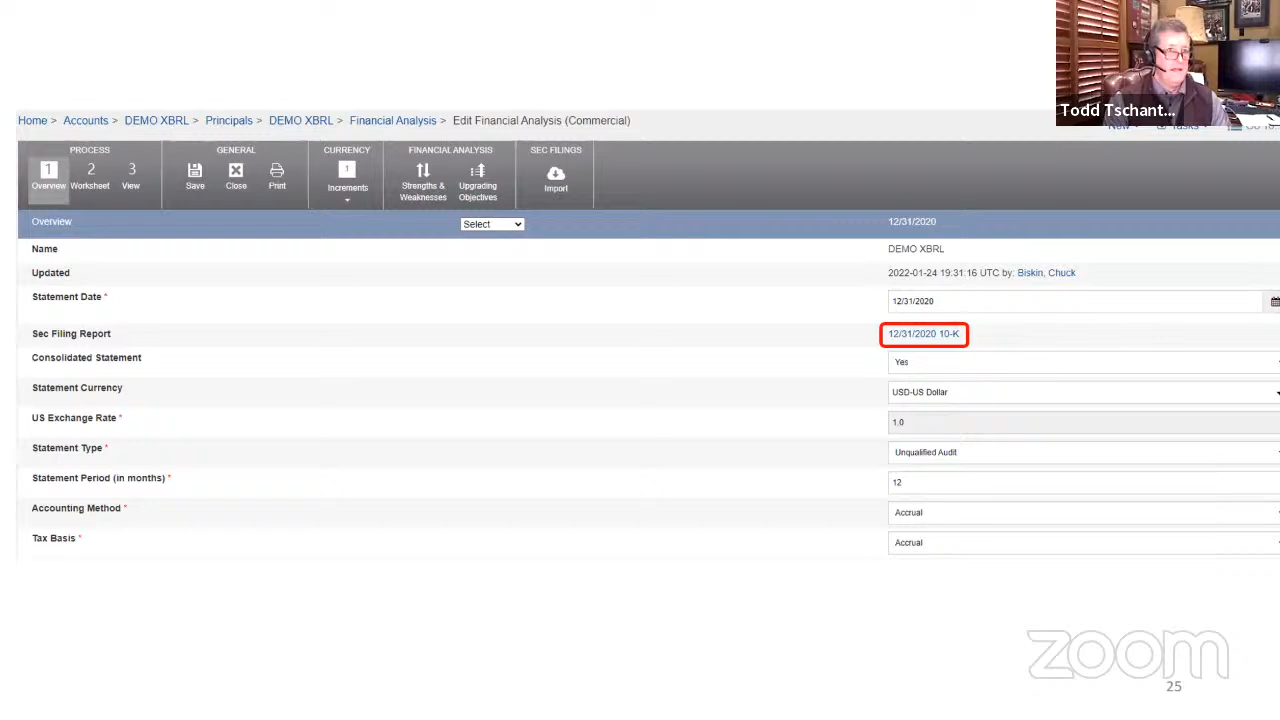 Todd Tschant...
Home > Accounts > DEMO XBRL > Principals > DEMO XBRL > Financial Analysis > Edit Financial Analysis (Commercial)
New Tasks
PROCESS GENERAL CURRENCY FINANCIAL ANALYSIS SEC FILINGS
1 2 3 1
Overview Worksheet View Save Close Print Increments Strengths & Weaknesses Upgrading Objectives Import
Overview Select 12/31/2020
Name DEMO XBRL
Updated 2022-01-24 19:31:16 UTC by: Biskin, Chuck
Statement Date * 12/31/2020
Sec Filing Report 12/31/2020 10-K
Consolidated Statement Yes
Statement Currency USD-US Dollar
US Exchange Rate * 1.0
Statement Type * Unqualified Audit
Statement Period (in months) * 12
Accounting Method * Accrual
Tax Basis * Accrual
zoom
25